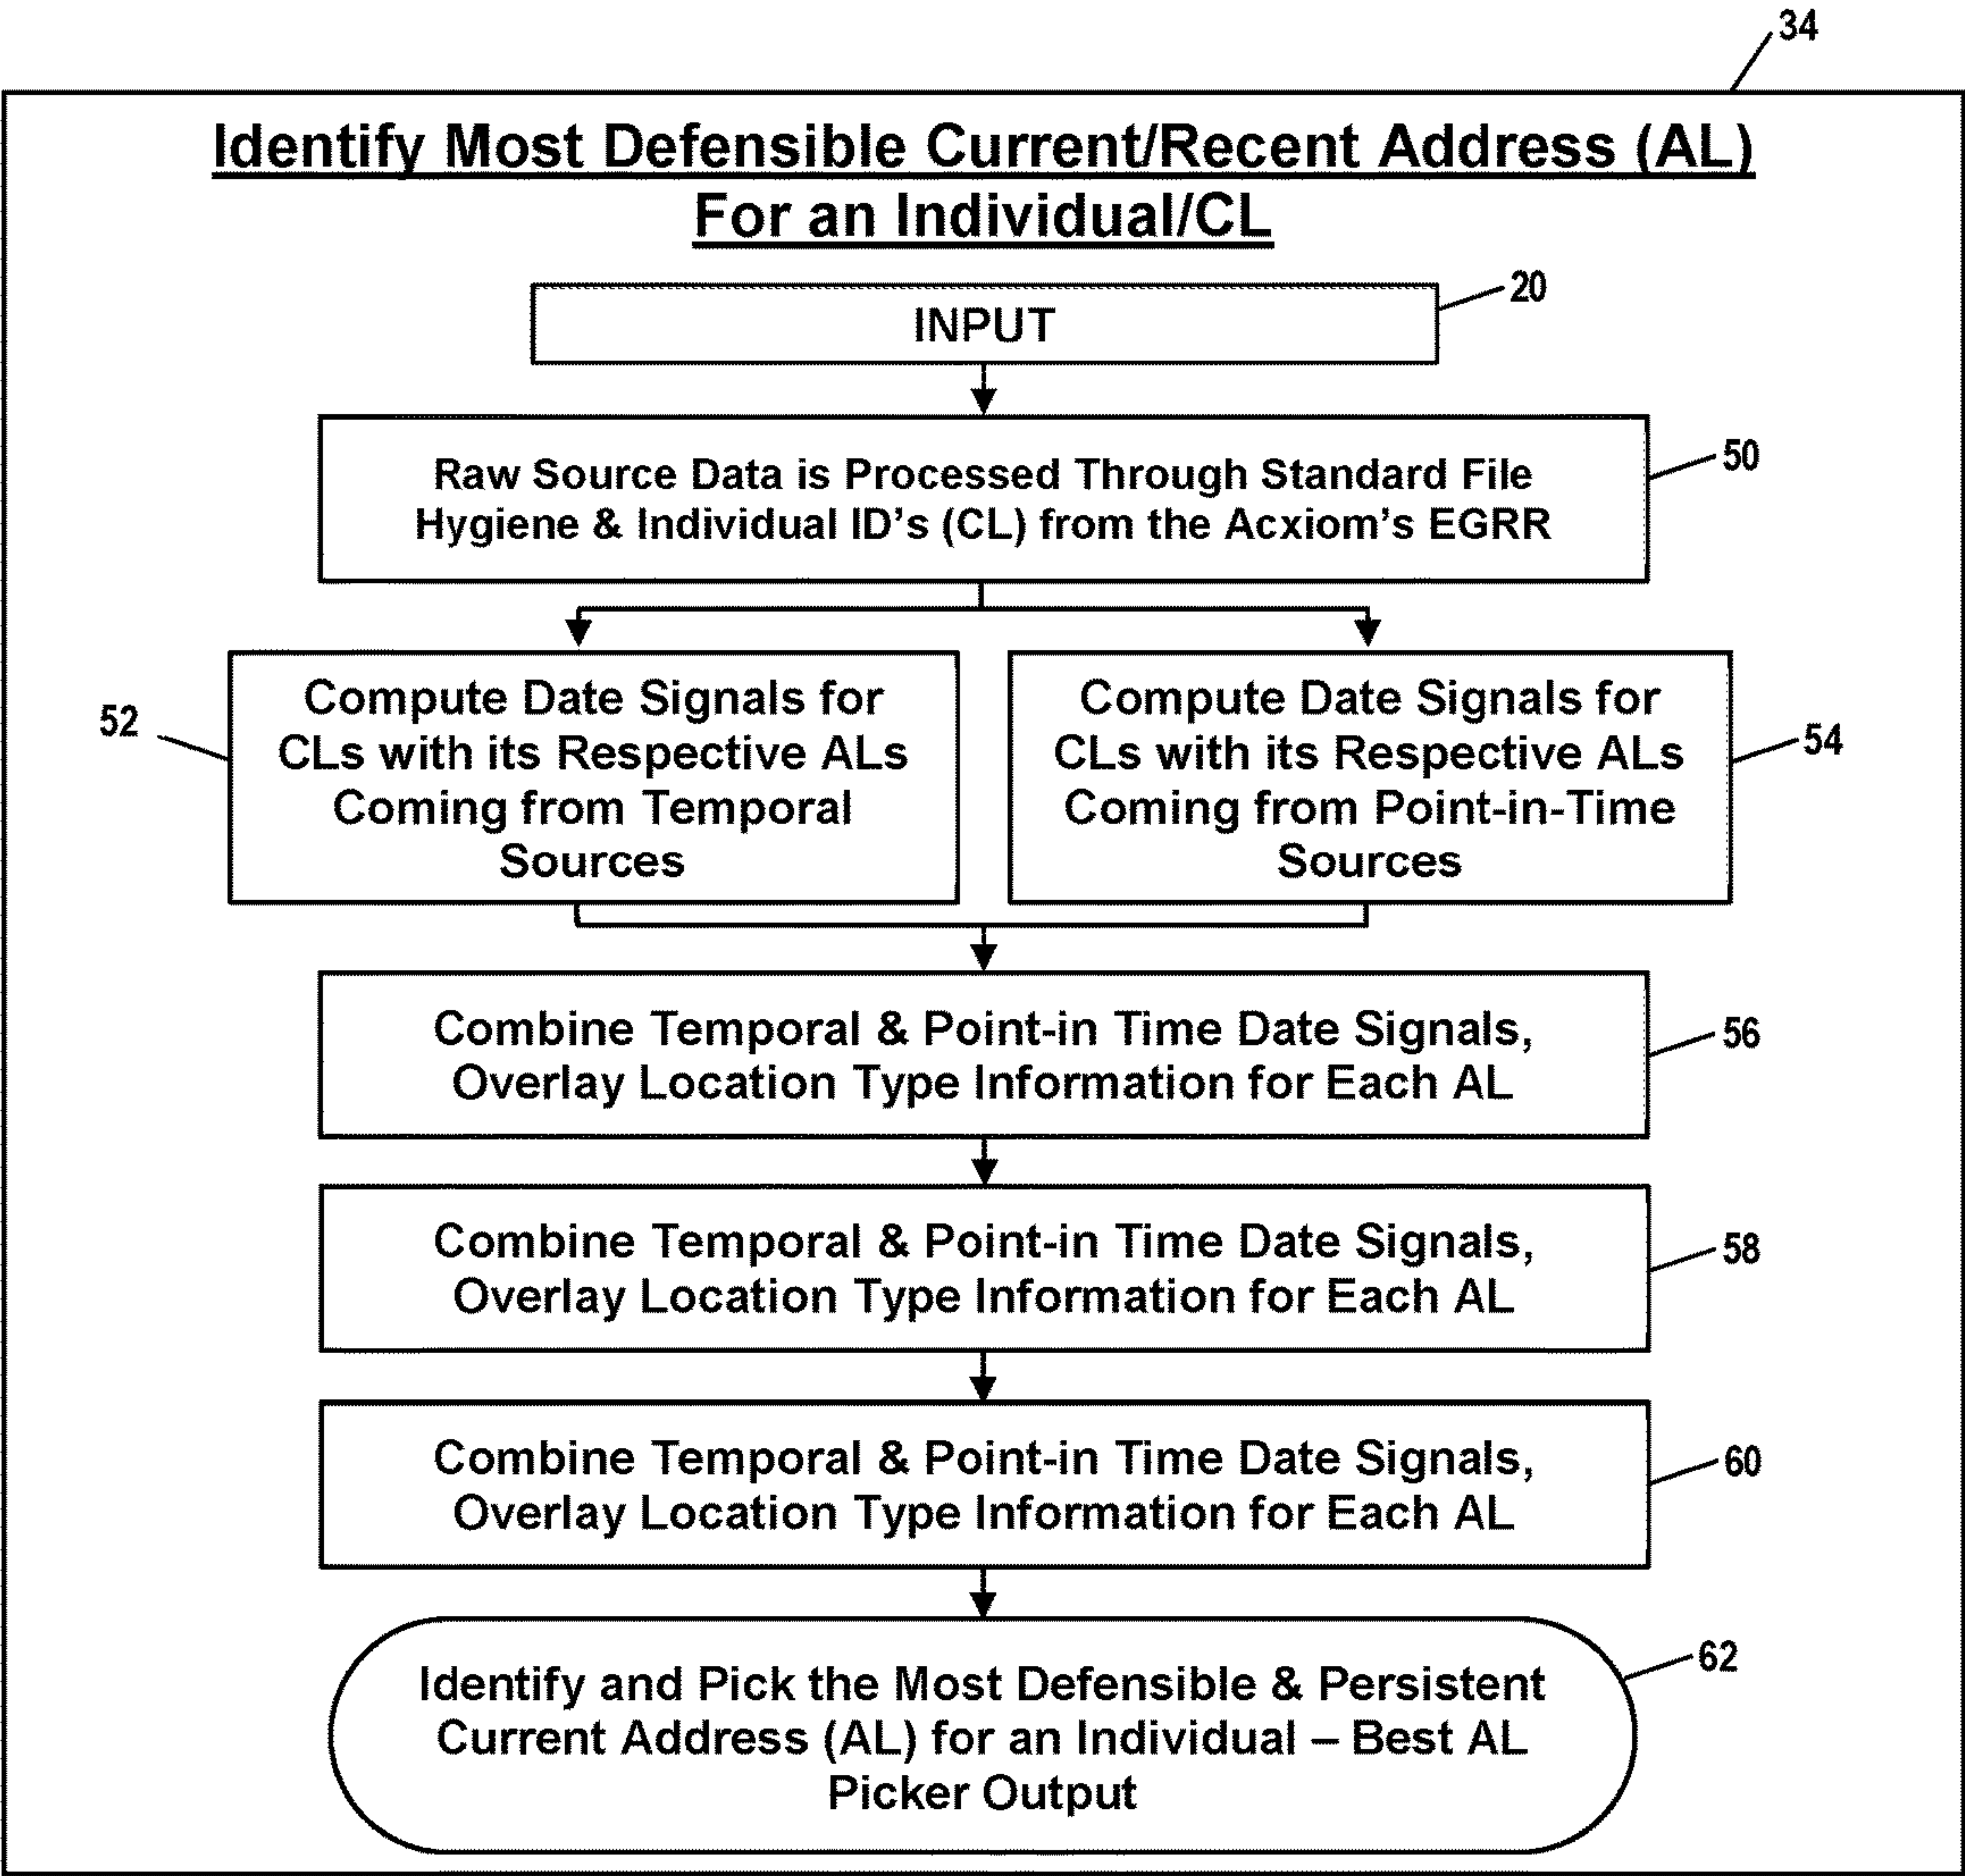 34
Identify Most Defensible Current/Recent Address (AL)
For an Individual/CL
INPUT
20
Raw Source Data is Processed Through Standard File
Hygiene & Individual ID's (CL) from the Acxiom's EGRR
50
52
Compute Date Signals for
CLs with its Respective ALs
Coming from Temporal
Sources
Compute Date Signals for
CLs with its Respective ALs
Coming from Point-in-Time
Sources
54
Combine Temporal & Point-in Time Date Signals,
Overlay Location Type Information for Each AL
56
Combine Temporal & Point-in Time Date Signals,
Overlay Location Type Information for Each AL
58
Combine Temporal & Point-in Time Date Signals,
Overlay Location Type Information for Each AL
60
Identify and Pick the Most Defensible & Persistent
Current Address (AL) for an Individual – Best AL
Picker Output
62